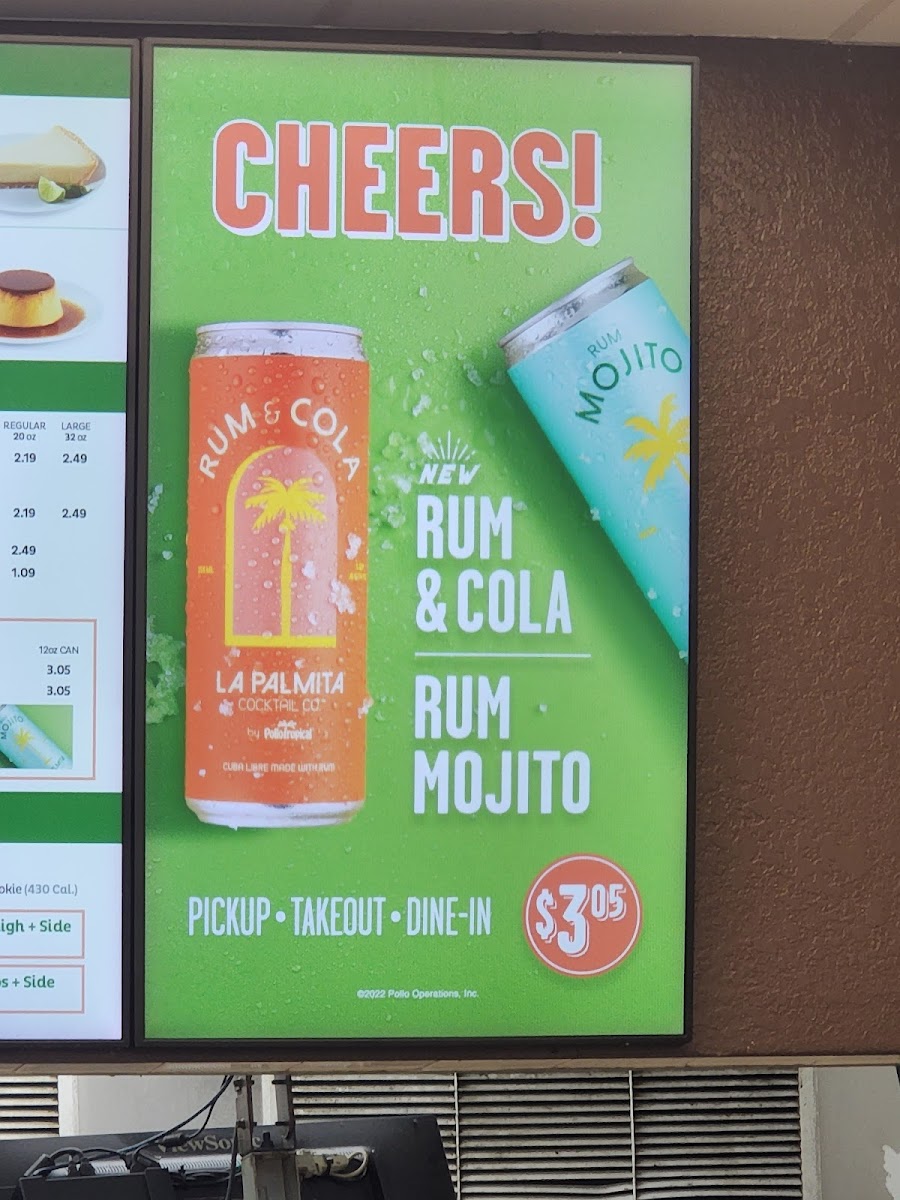 REGULAR LARGE
20 oz 32 oz
2.19 2.49
2.19 2.49
2.49
1.09
12oz CAN
3.05
3.05
MOJITO
okie (430 Cal.)
igh + Side
s + Side
CHEERS!
RUM & COLA
LA PALMITA
COCKTAIL CO.
by PolloTropical
CUBA LIBRE MADE WITH RUM
RUM
MOJITO
NEW
RUM
& COLA
RUM
MOJITO
PICKUP • TAKEOUT • DINE-IN
$3.05
©2022 Pollo Operations, Inc.
ViewSonic